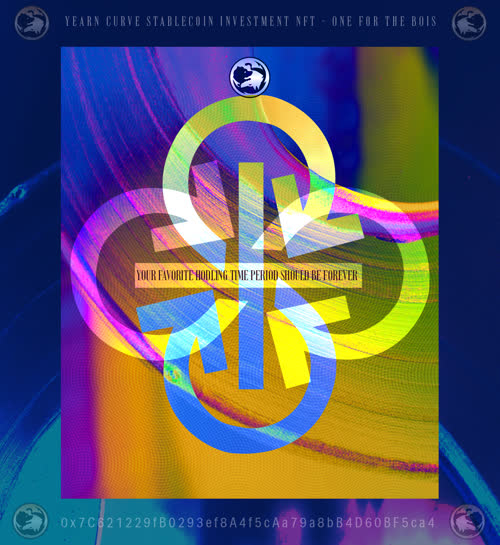 YEARN CURVE STABLECOIN INVESTMENT NFT - ONE FOR THE BOIS
YOUR FAVORITE HODLING TIME PERIOD SHOULD BE FOREVER
0x7C621229fB0293ef8A4f5cAa79a8bB4D60BF5ca4